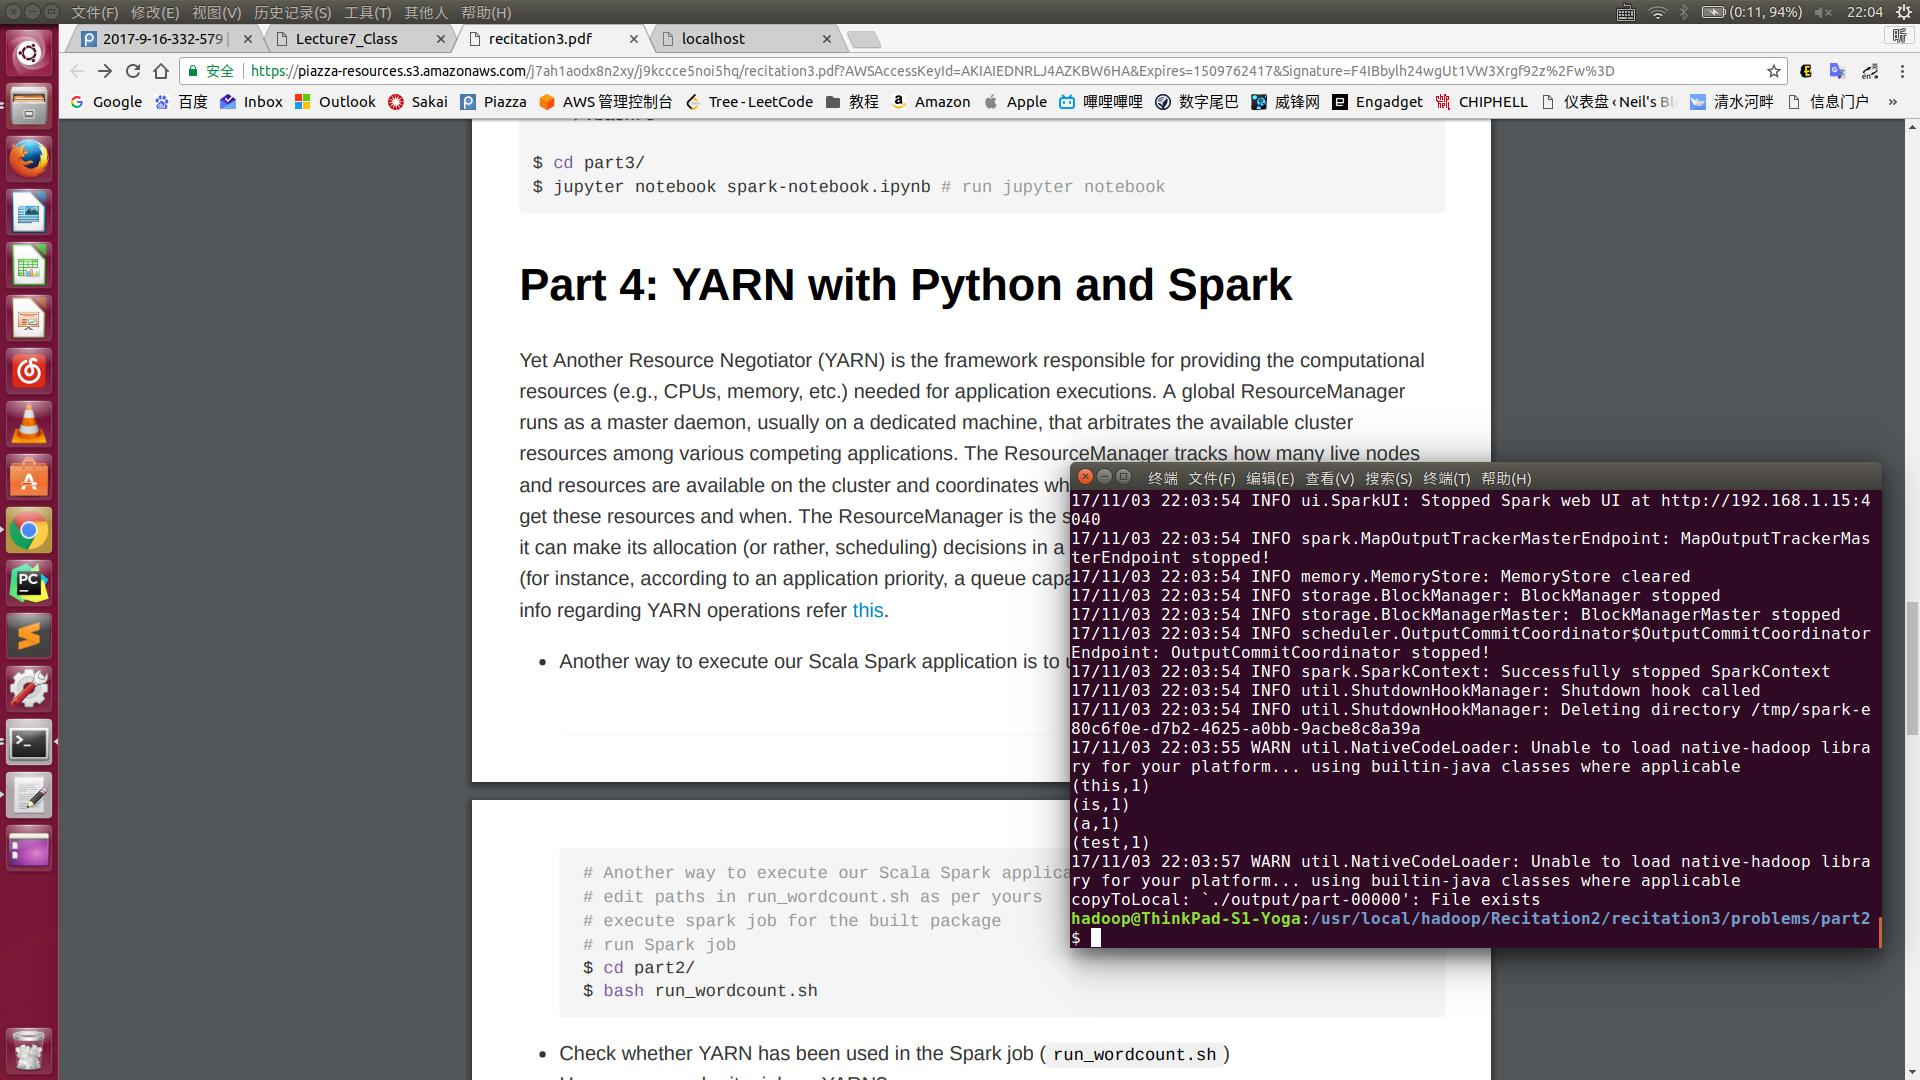 文件(F) 修改(E) 视图(V) 历史记录(S) 工具(T) 其他人 帮助(H)
(0:11, 94%) 22:04
2017-9-16-332-579 Lecture7_Class recitation3.pdf localhost 昕
安全 https://piazza-resources.s3.amazonaws.com/j7ah1aodx8n2xy/j9kccce5noi5hq/recitation3.pdf?AWSAccessKeyId=AKIAIEDNRLJ4AZKBW6HA&Expires=1509762417&Signature=F4IBbylh24wgUt1VW3Xrgf92z%2Fw%3D
Google 百度 Inbox Outlook Sakai Piazza AWS 管理控制台 Tree - LeetCode 教程 Amazon Apple 嗶哩嗶哩 数字尾巴 威锋网 Engadget CHIPHELL 仪表盘 ‹ Neil's Bl 清水河畔 信息门户 »
$ cd part3/
$ jupyter notebook spark-notebook.ipynb # run jupyter notebook
Part 4: YARN with Python and Spark
Yet Another Resource Negotiator (YARN) is the framework responsible for providing the computational
resources (e.g., CPUs, memory, etc.) needed for application executions. A global ResourceManager
runs as a master daemon, usually on a dedicated machine, that arbitrates the available cluster
resources among various competing applications. The ResourceManager tracks how many live nodes
and resources are available on the cluster and coordinates wh
get these resources and when. The ResourceManager is the s
it can make its allocation (or rather, scheduling) decisions in a
(for instance, according to an application priority, a queue capa
info regarding YARN operations refer this.
• Another way to execute our Scala Spark application is to u
# Another way to execute our Scala Spark applica
# edit paths in run_wordcount.sh as per yours
# execute spark job for the built package
# run Spark job
$ cd part2/
$ bash run_wordcount.sh
• Check whether YARN has been used in the Spark job ( run_wordcount.sh )
终端 文件(F) 编辑(E) 查看(V) 搜索(S) 终端(T) 帮助(H)
17/11/03 22:03:54 INFO ui.SparkUI: Stopped Spark web UI at http://192.168.1.15:4
040
17/11/03 22:03:54 INFO spark.MapOutputTrackerMasterEndpoint: MapOutputTrackerMas
terEndpoint stopped!
17/11/03 22:03:54 INFO memory.MemoryStore: MemoryStore cleared
17/11/03 22:03:54 INFO storage.BlockManager: BlockManager stopped
17/11/03 22:03:54 INFO storage.BlockManagerMaster: BlockManagerMaster stopped
17/11/03 22:03:54 INFO scheduler.OutputCommitCoordinator$OutputCommitCoordinator
Endpoint: OutputCommitCoordinator stopped!
17/11/03 22:03:54 INFO spark.SparkContext: Successfully stopped SparkContext
17/11/03 22:03:54 INFO util.ShutdownHookManager: Shutdown hook called
17/11/03 22:03:54 INFO util.ShutdownHookManager: Deleting directory /tmp/spark-e
80c6f0e-d7b2-4625-a0bb-9acbe8c8a39a
17/11/03 22:03:55 WARN util.NativeCodeLoader: Unable to load native-hadoop libra
ry for your platform... using builtin-java classes where applicable
(this,1)
(is,1)
(a,1)
(test,1)
17/11/03 22:03:57 WARN util.NativeCodeLoader: Unable to load native-hadoop libra
ry for your platform... using builtin-java classes where applicable
copyToLocal: `./output/part-00000': File exists
hadoop@ThinkPad-S1-Yoga:/usr/local/hadoop/Recitation2/recitation3/problems/part2
$